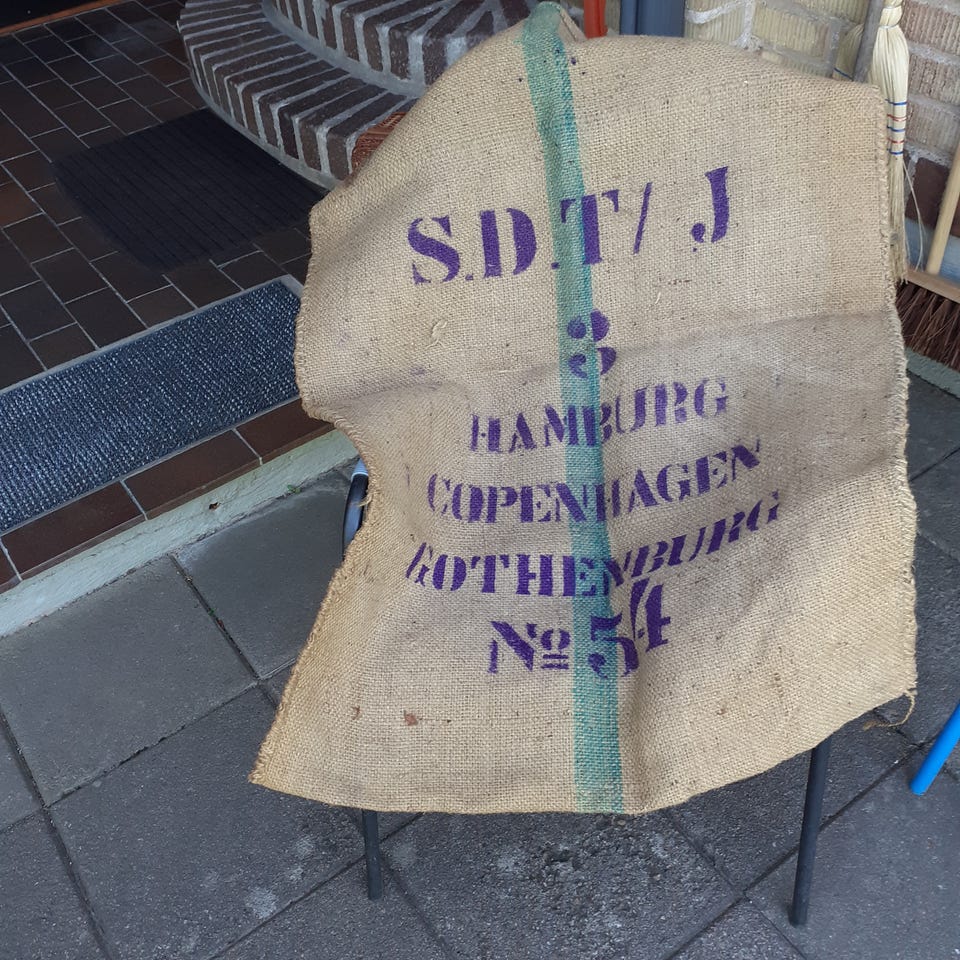 S.D.T/ J
3
HAMBURG
COPENHAGEN
GOTHENBURG
Nº 54